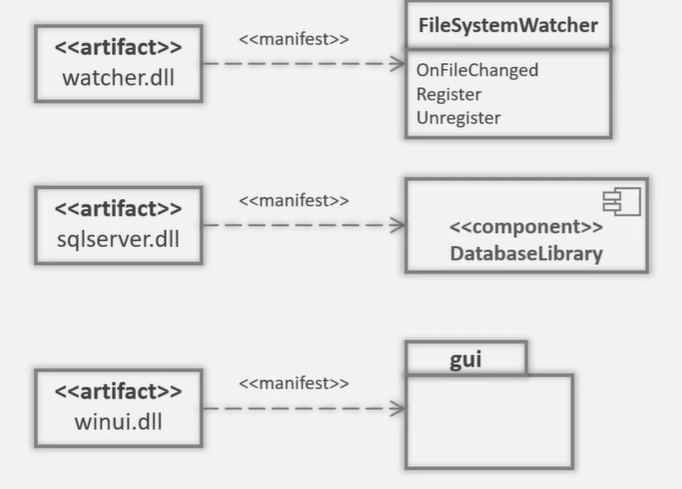 <<artifact>>
watcher.dll
<<manifest>>
FileSystemWatcher
OnFileChanged
Register
Unregister
<<artifact>>
sqlserver.dll
<<manifest>>
<<component>>
DatabaseLibrary
<<artifact>>
winui.dll
<<manifest>>
gui